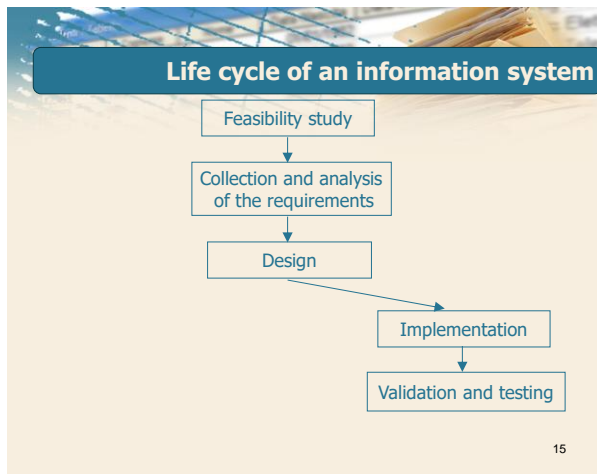 Life cycle of an information system
Feasibility study
Collection and analysis
of the requirements
Design
Implementation
Validation and testing
15